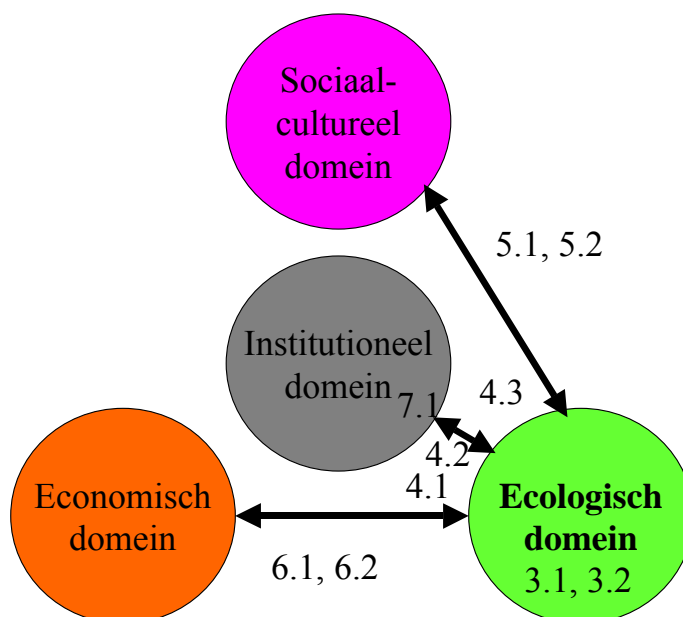 Sociaal-
cultureel
domein
5.1, 5.2
Institutioneel
domein
7.1
4.3
4.2
4.1
Economisch
domein
Ecologisch
domein
3.1, 3.2
6.1, 6.2